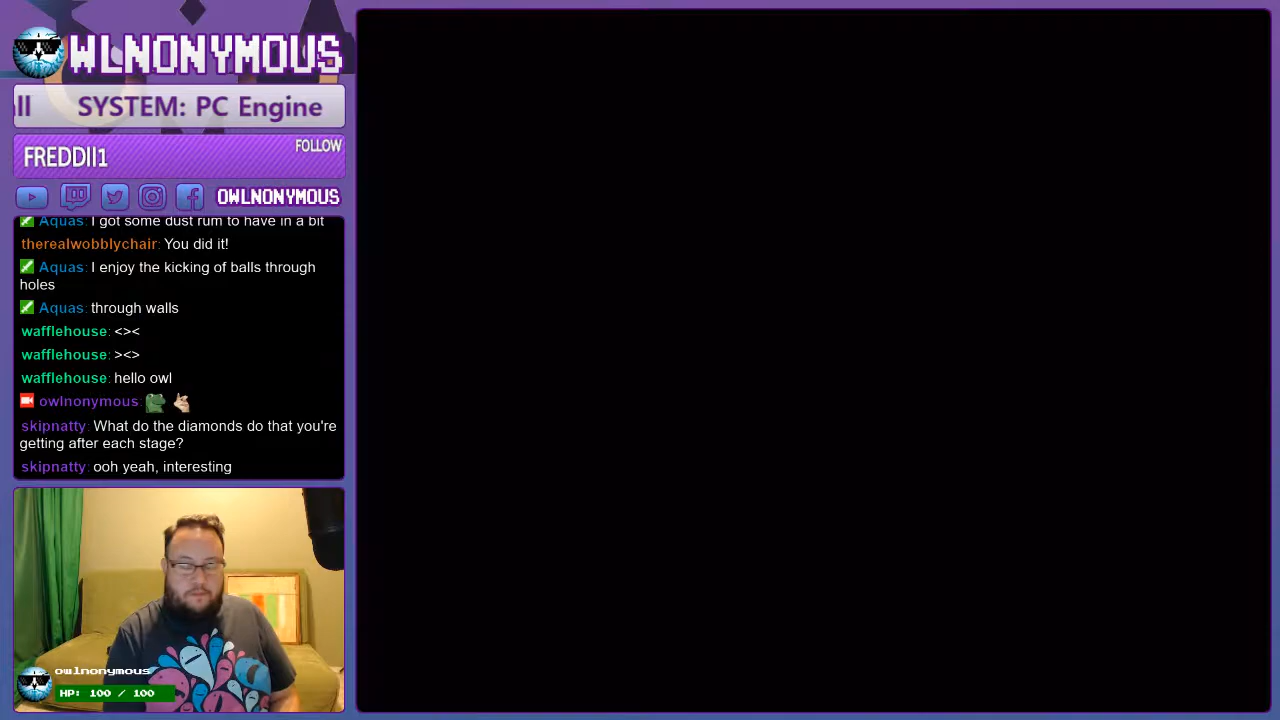 OWLNONYMOUS
ll SYSTEM: PC Engine
FREDDII1
FOLLOW
OWLNONYMOUS
Aquas: I got some dust rum to have in a bit
therealwobblychair: You did it!
Aquas: I enjoy the kicking of balls through
holes
Aquas: through walls
wafflehouse: <><
wafflehouse: ><>
wafflehouse: hello owl
owlnonymous:
skipnatty: What do the diamonds do that you're
getting after each stage?
skipnatty: ooh yeah, interesting
owlnonymous
HP: 100 / 100